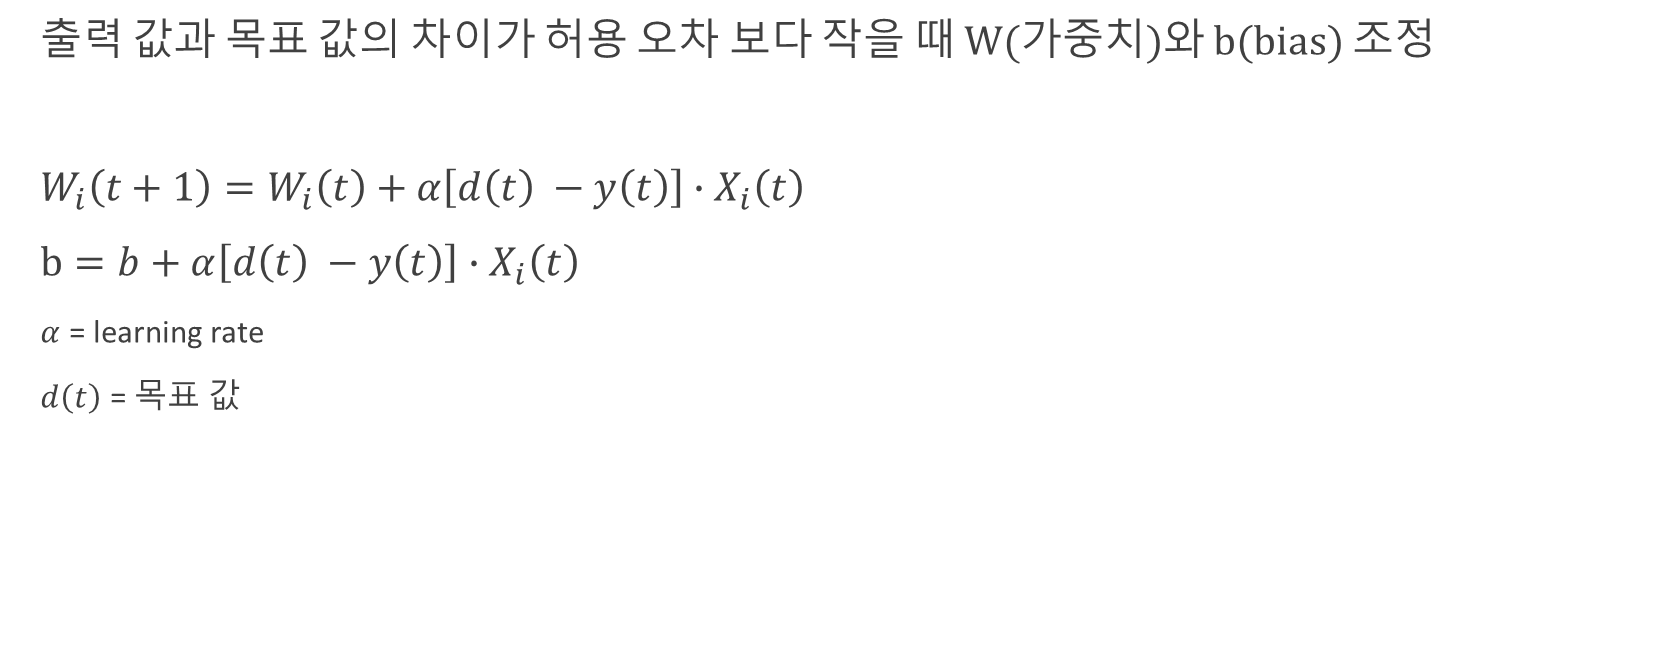 출력 값과 목표 값의 차이가 허용 오차 보다 작을 때 W(가중치)와 b(bias) 조정
Wᵢ(t + 1) = Wᵢ(t) + α[d(t) − y(t)] · Xᵢ(t)
b = b + α[d(t) − y(t)] · Xᵢ(t)
α = learning rate
d(t) = 목표 값